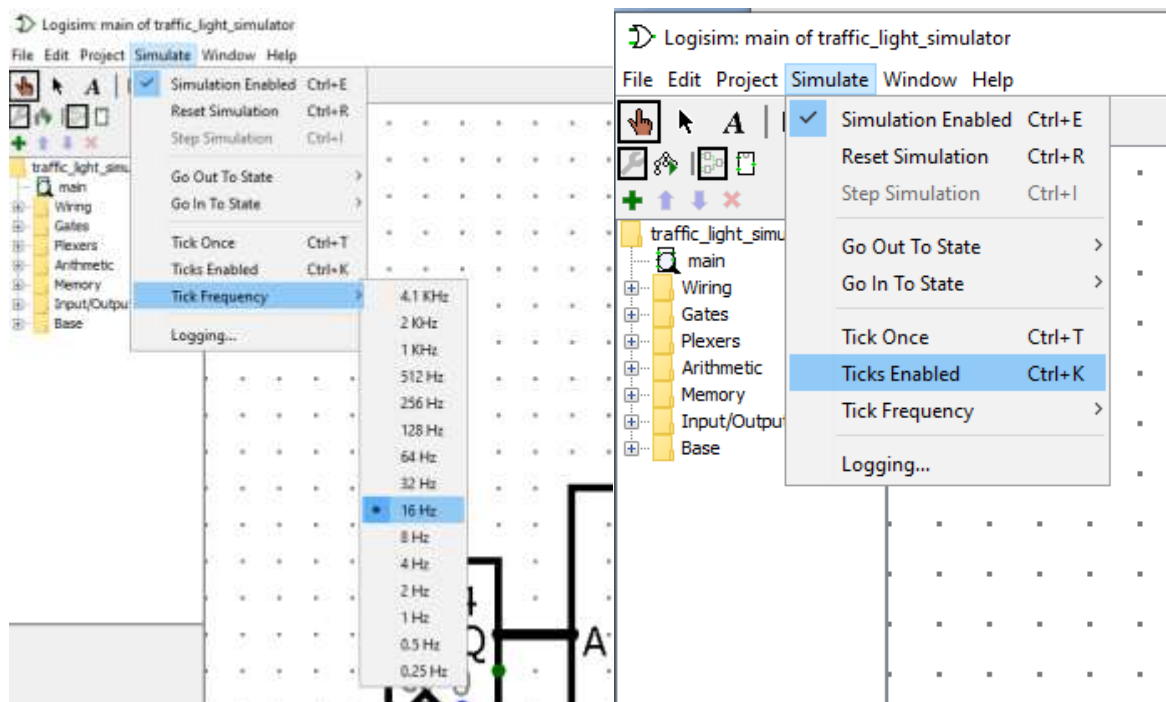 Logisim: main of traffic_light_simulator
File Edit Project Simulate Window Help
A
Simulation Enabled Ctrl+E
Reset Simulation Ctrl+R
Step Simulation Ctrl+I
traffic_light_simu
main
Wiring
Gates
Plexers
Arithmetic
Memory
Input/Outpu
Base
Go Out To State
Go In To State
Tick Once Ctrl+T
Ticks Enabled Ctrl+K
Tick Frequency
Logging...
4.1 KHz
2 KHz
1 KHz
512 Hz
256 Hz
128 Hz
64 Hz
32 Hz
16 Hz
8 Hz
4 Hz
2 Hz
1 Hz
0.5 Hz
0.25 Hz
Q
A
Logisim: main of traffic_light_simulator
File Edit Project Simulate Window Help
A
Simulation Enabled Ctrl+E
Reset Simulation Ctrl+R
Step Simulation Ctrl+I
traffic_light_simu
main
Wiring
Gates
Plexers
Arithmetic
Memory
Input/Outpu
Base
Go Out To State
Go In To State
Tick Once Ctrl+T
Ticks Enabled Ctrl+K
Tick Frequency
Logging...